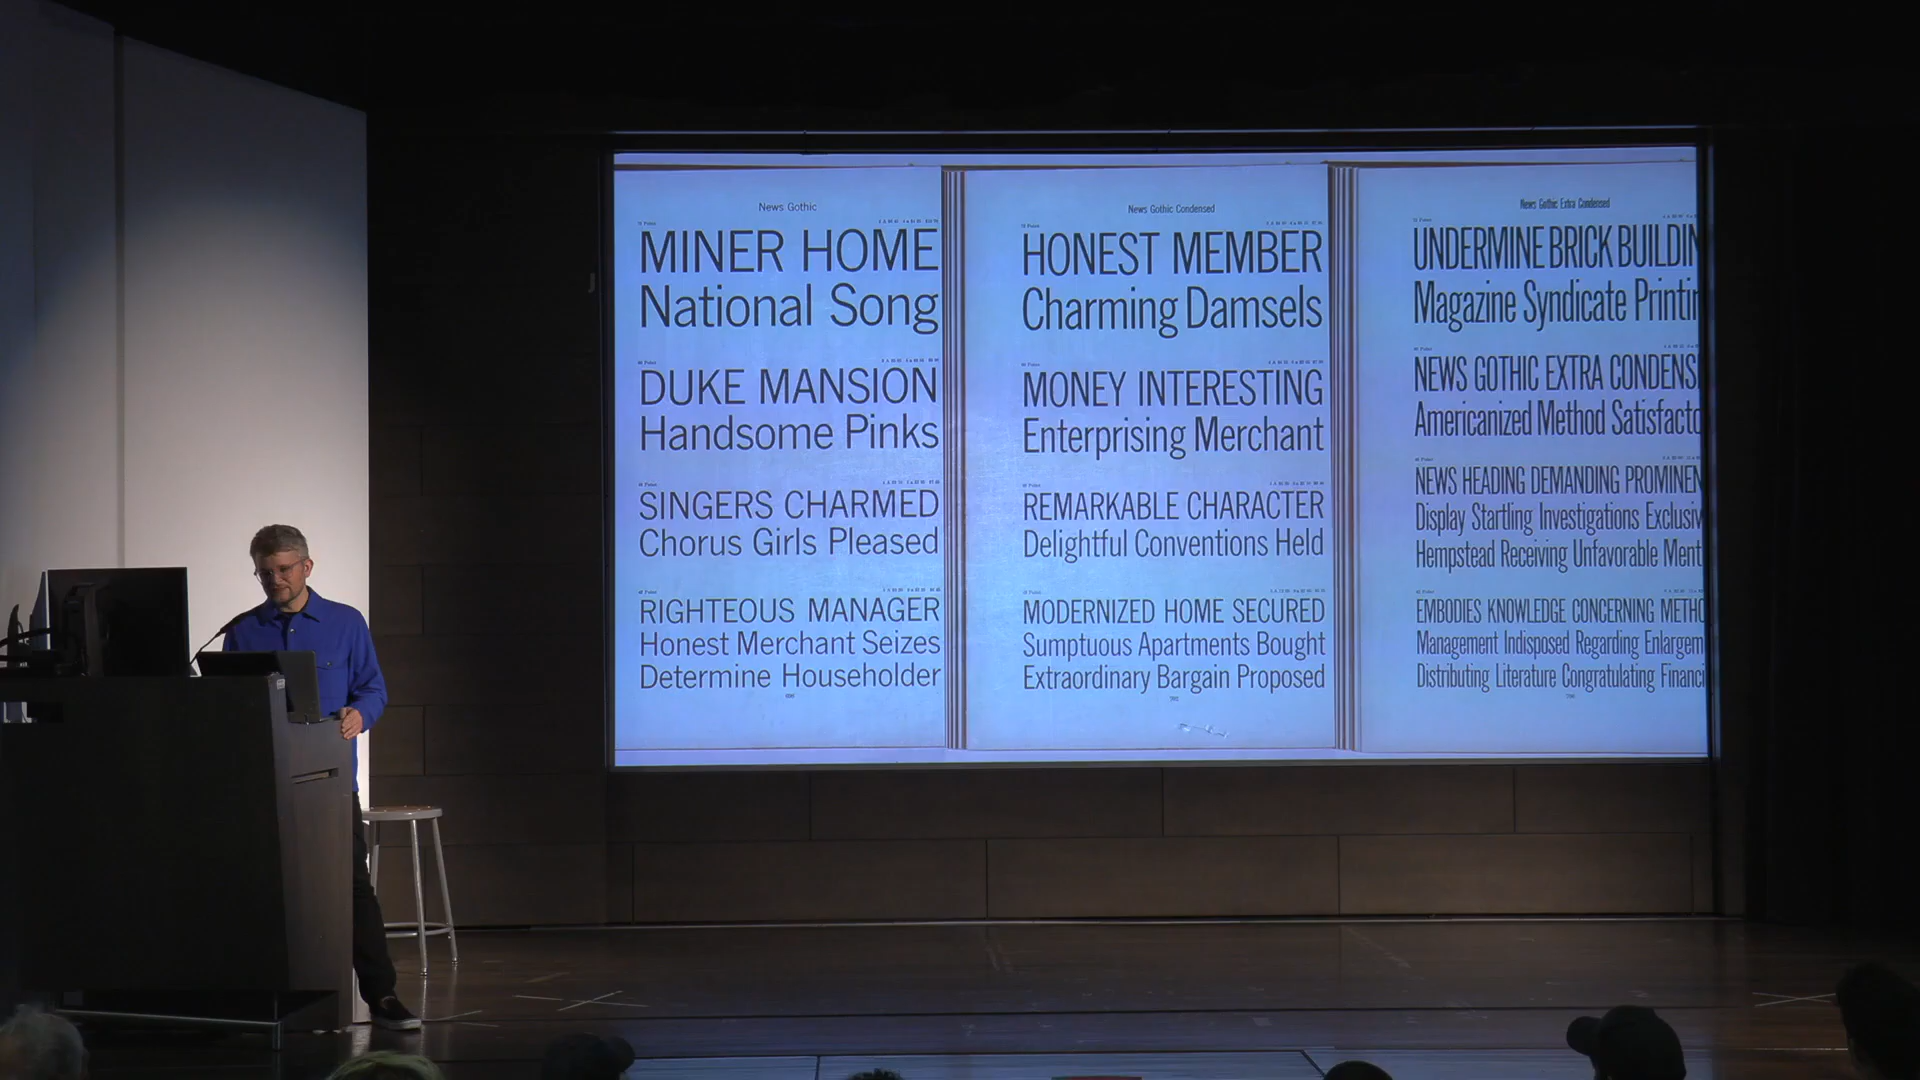 News Gothic
MINER HOME
National Song
DUKE MANSION
Handsome Pinks
SINGERS CHARMED
Chorus Girls Pleased
RIGHTEOUS MANAGER
Honest Merchant Seizes
Determine Householder
News Gothic Condensed
HONEST MEMBER
Charming Damsels
MONEY INTERESTING
Enterprising Merchant
REMARKABLE CHARACTER
Delightful Conventions Held
MODERNIZED HOME SECURED
Sumptuous Apartments Bought
Extraordinary Bargain Proposed
News Gothic Extra Condensed
UNDERMINE BRICK BUILDIN
Magazine Syndicate Printin
NEWS GOTHIC EXTRA CONDENS
Americanized Method Satisfacto
NEWS HEADING DEMANDING PROMINEN
Display Startling Investigations Exclusiv
Hempstead Receiving Unfavorable Ment
EMBODIES KNOWLEDGE CONCERNING METHO
Management Indisposed Regarding Enlargem
Distributing Literature Congratulating Financi